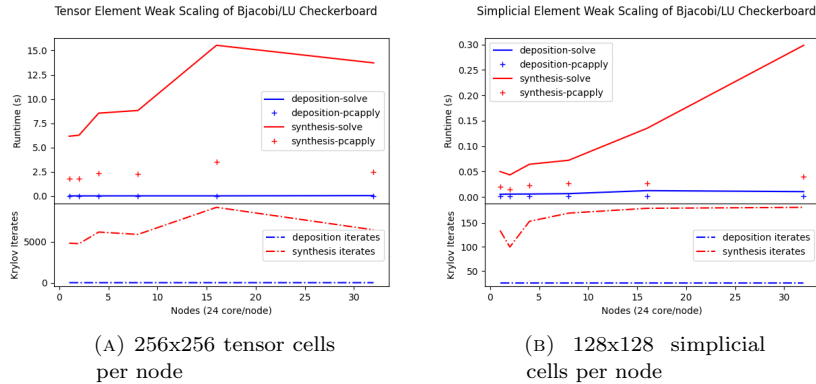 Tensor Element Weak Scaling of Bjacobi/LU Checkerboard
15.0
12.5
10.0
7.5
5.0
2.5
0.0
Runtime (s)
deposition-solve
deposition-pcapply
synthesis-solve
synthesis-pcapply
5000
0
Krylov Iterates
deposition iterates
synthesis iterates
0 5 10 15 20 25 30
Nodes (24 core/node)
(A) 256x256 tensor cells
per node
Simplicial Element Weak Scaling of Bjacobi/LU Checkerboard
0.30
0.25
0.20
0.15
0.10
0.05
0.00
Runtime (s)
deposition-solve
deposition-pcapply
synthesis-solve
synthesis-pcapply
150
100
50
Krylov Iterates
deposition iterates
synthesis iterates
0 5 10 15 20 25 30
Nodes (24 core/node)
(B) 128x128 simplicial
cells per node